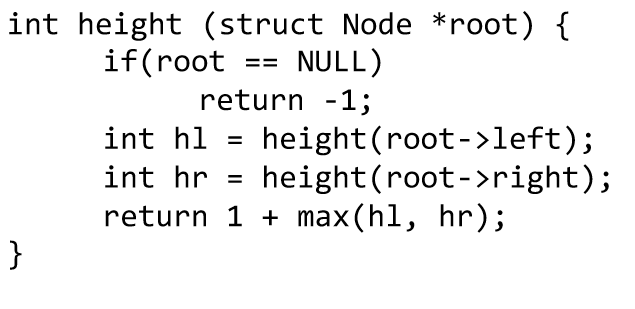 int height (struct Node *root) {
if(root == NULL)
return -1;
int hl = height(root->left);
int hr = height(root->right);
return 1 + max(hl, hr);
}